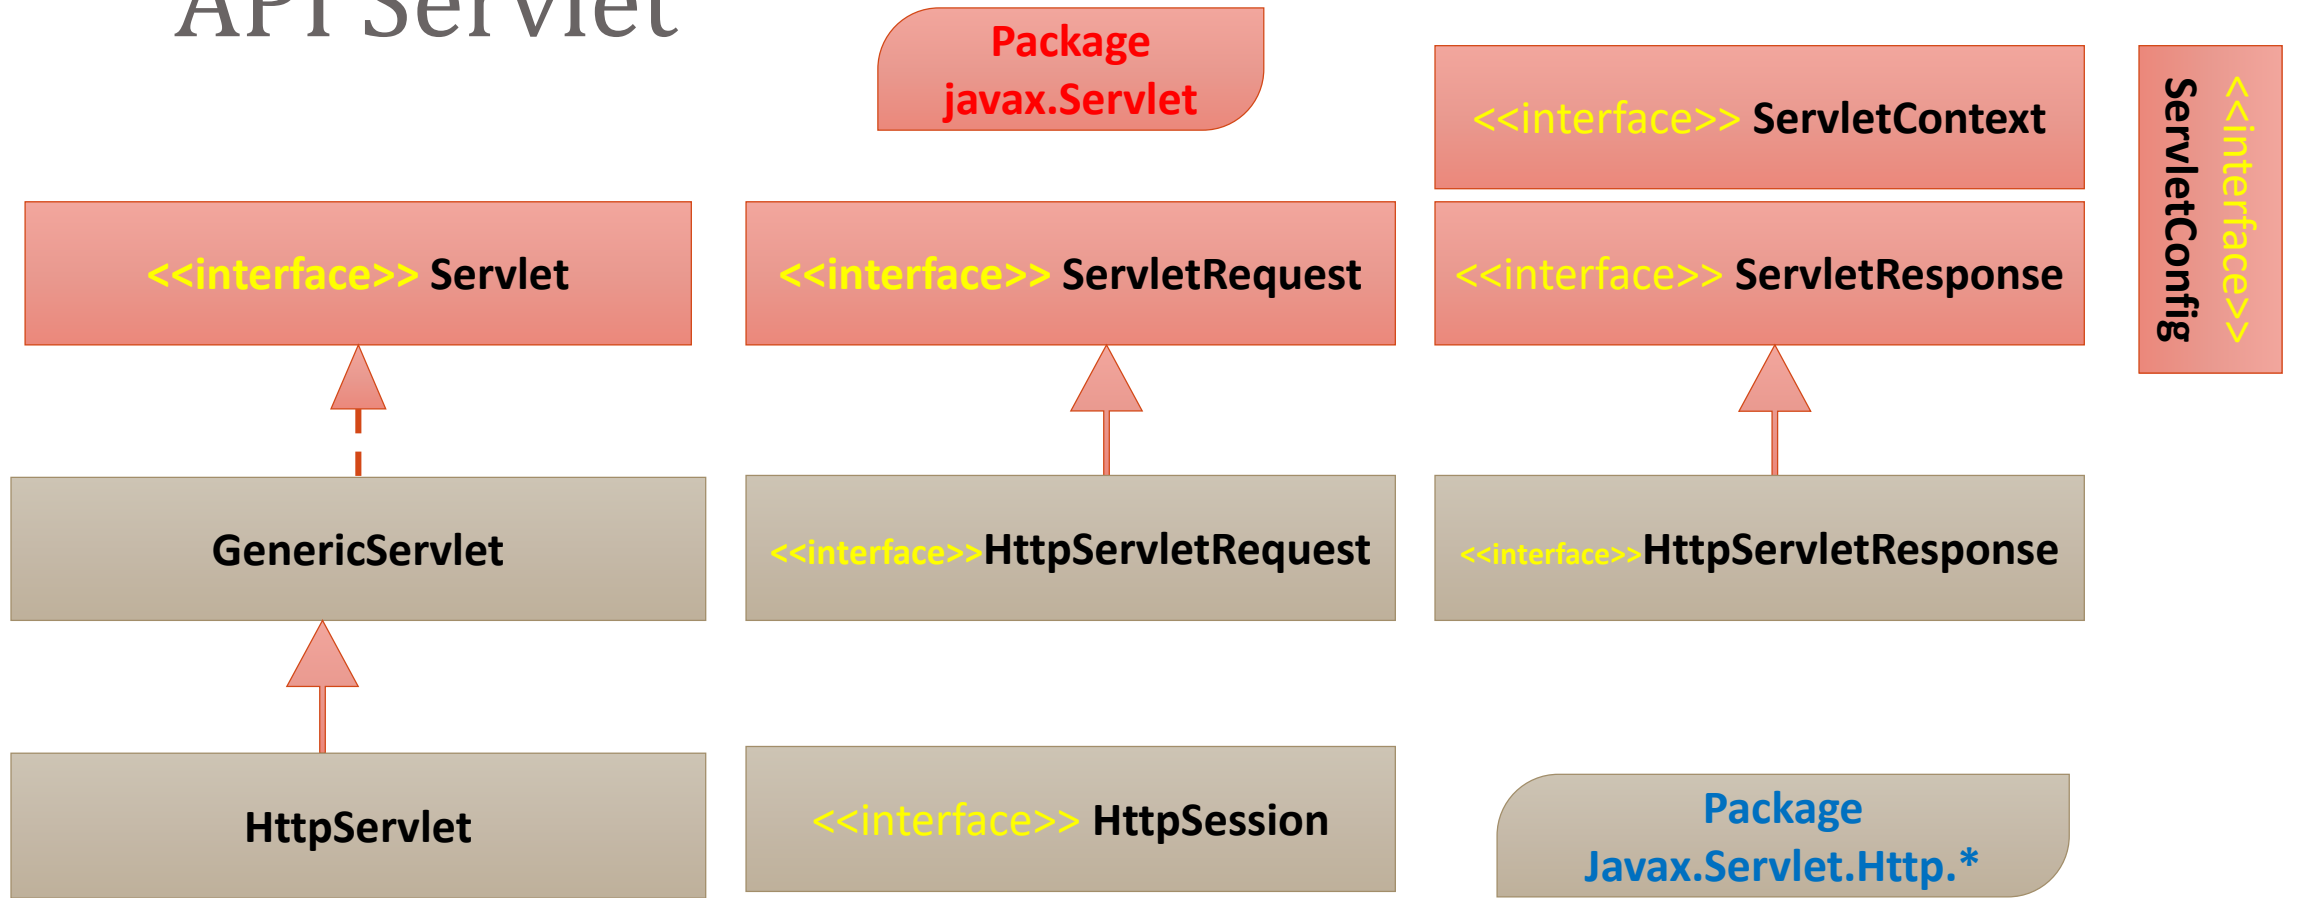 API Servlet
Package
javax.Servlet
<<interface>> ServletContext
<<interface>>
ServletConfig
<<interface>> Servlet
<<interface>> ServletRequest
<<interface>> ServletResponse
GenericServlet
<<interface>>HttpServletRequest
<<interface>>HttpServletResponse
HttpServlet
<<interface>> HttpSession
Package
Javax.Servlet.Http.*